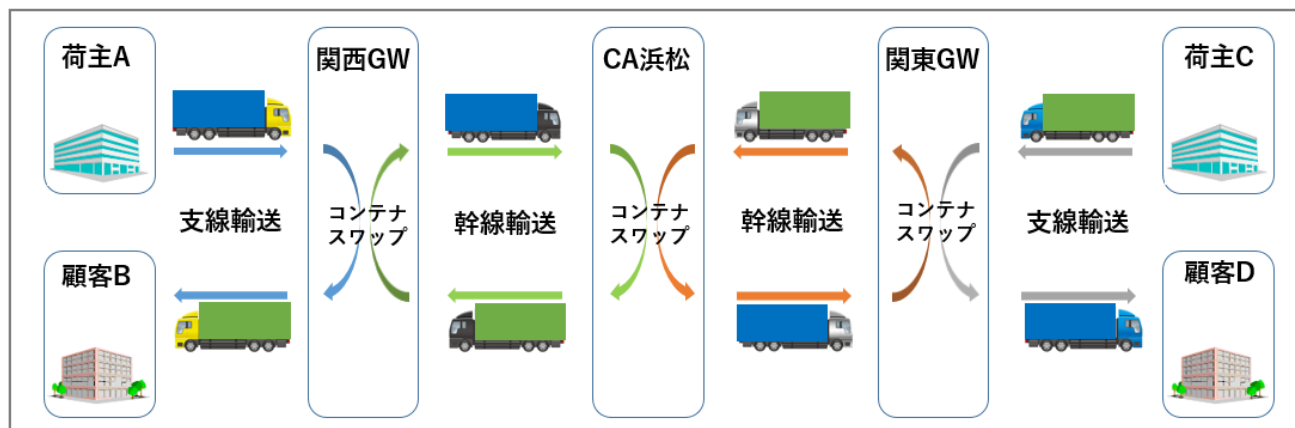 荷主A
関西GW
CA浜松
関東GW
荷主C
支線輸送
コンテナ
スワップ
幹線輸送
コンテナ
スワップ
幹線輸送
コンテナ
スワップ
支線輸送
顧客B
顧客D